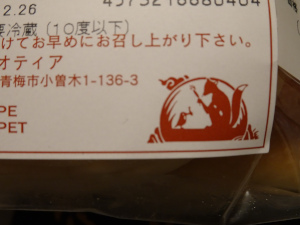 2.26
要冷蔵 (10度以下)
けてお早めにお召し上がり下さい。
オティア
青梅市小曽木1-136-3
PE
PET